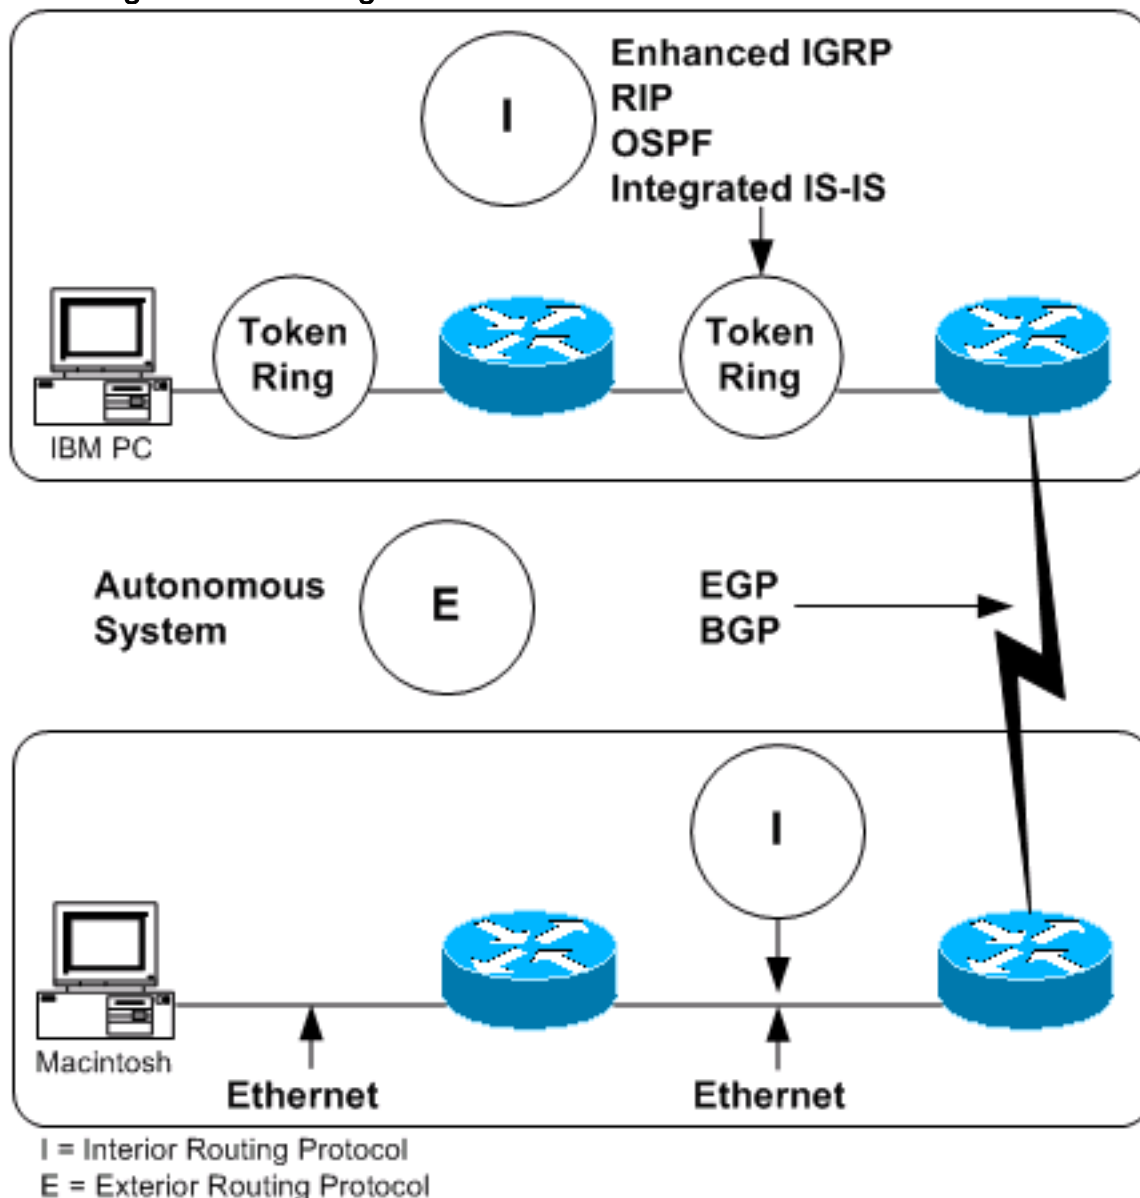 I
Enhanced IGRP
RIP
OSPF
Integrated IS-IS
Token
Ring
Token
Ring
IBM PC
Autonomous
System
E
EGP
BGP
I
Macintosh
Ethernet
Ethernet
I = Interior Routing Protocol
E = Exterior Routing Protocol